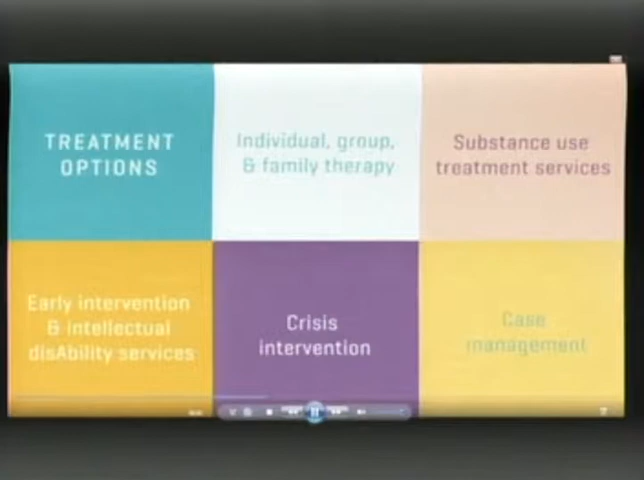 TREATMENT
OPTIONS
Individual, group,
& family therapy
Substance use
treatment services
Early intervention
& intellectual
disAbility services
Crisis
intervention
Case
management